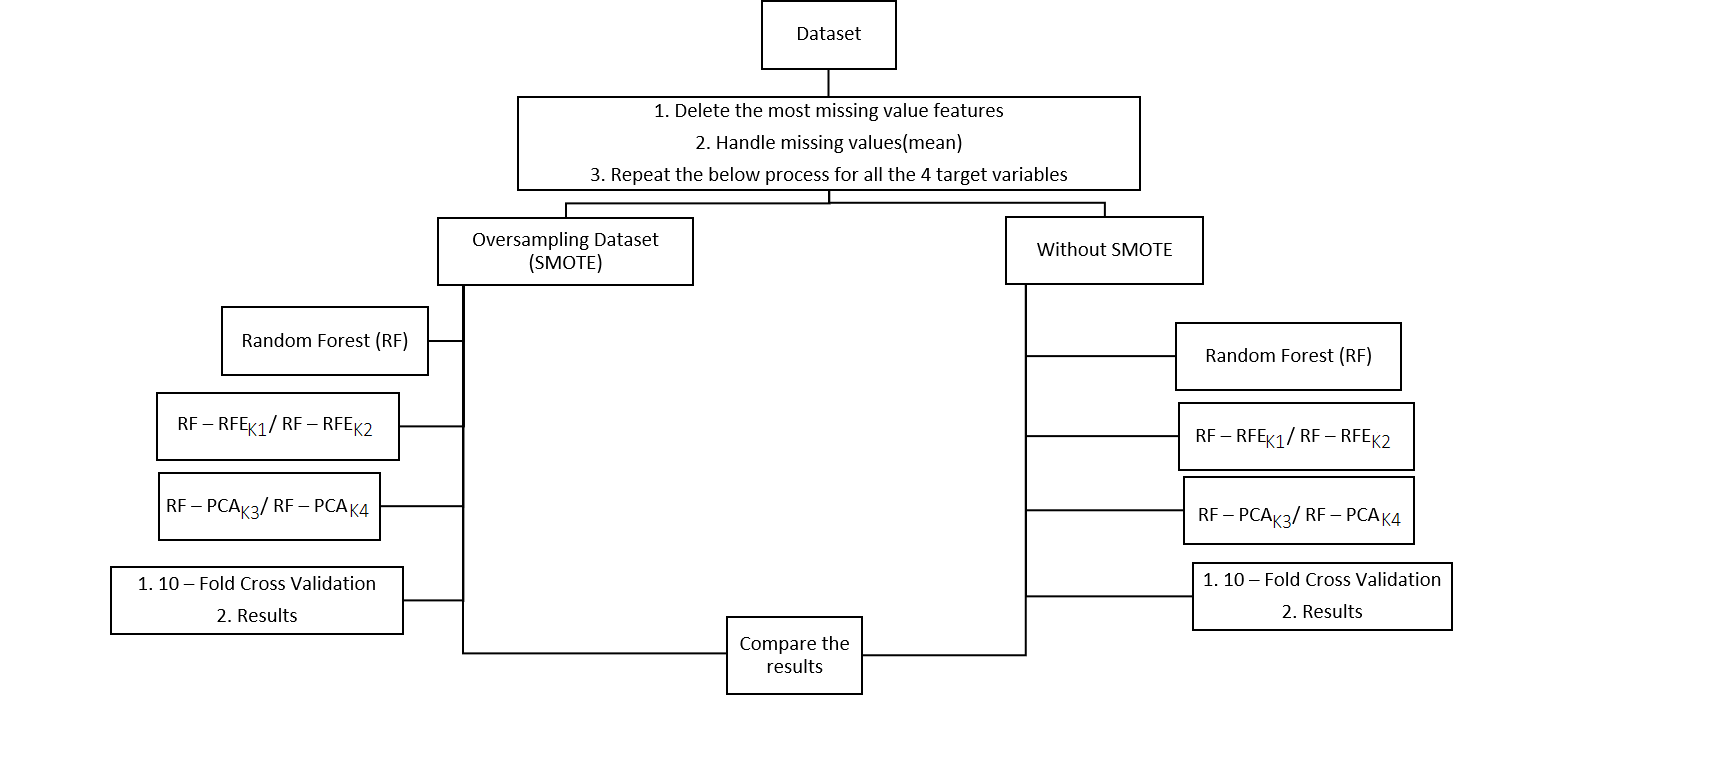 Dataset
1. Delete the most missing value features
2. Handle missing values(mean)
3. Repeat the below process for all the 4 target variables
Oversampling Dataset
(SMOTE)
Random Forest (RF)
RF – RFEK1/ RF – RFEK2
RF – PCAK3/ RF – PCAK4
1. 10 – Fold Cross Validation
2. Results
Without SMOTE
Random Forest (RF)
RF – RFEK1/ RF – RFEK2
RF – PCAK3/ RF – PCAK4
1. 10 – Fold Cross Validation
2. Results
Compare the
results